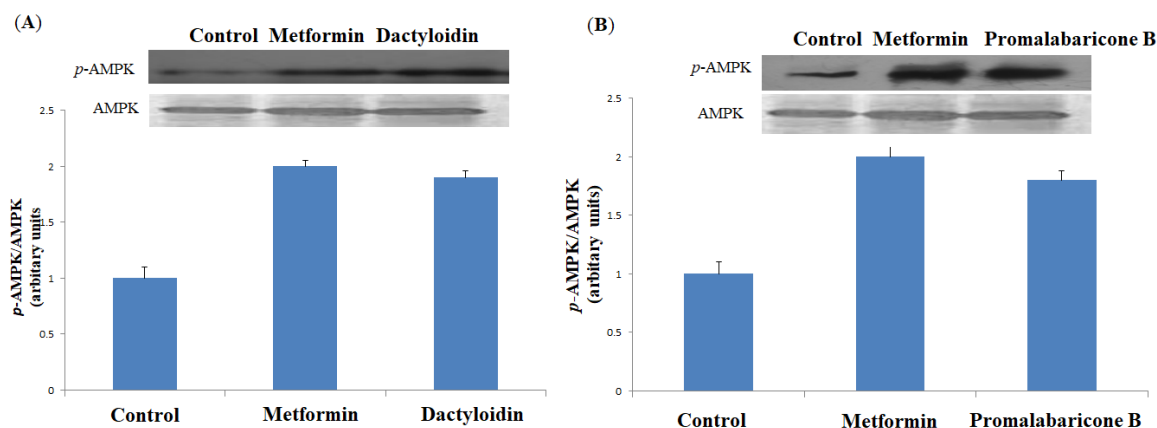 (A)
Control Metformin Dactyloidin
p-AMPK
AMPK
2.5
2
1.5
1
0.5
0
p-AMPK/AMPK
(arbitary units
Control
Metformin
Dactyloidin
(B)
Control Metformin Promalabaricone B
p-AMPK
AMPK
2.5
2
1.5
1
0.5
0
p-AMPK/AMPK
(arbitary units)
Control
Metformin
Promalabaricone B